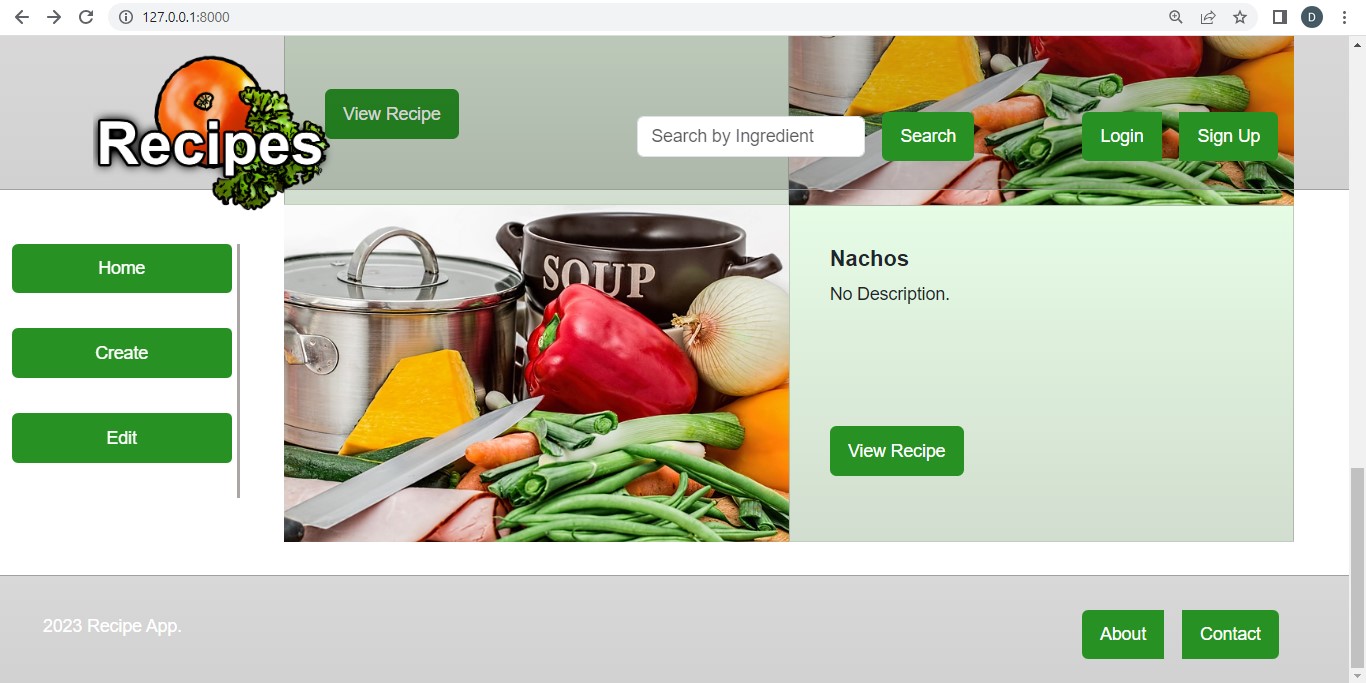 127.0.0.1:8000
D
Recipes
View Recipe
Search Login Sign Up
Search by Ingredient
Home
Create
Edit
SOUP
Nachos
No Description.
View Recipe
2023 Recipe App.
About Contact